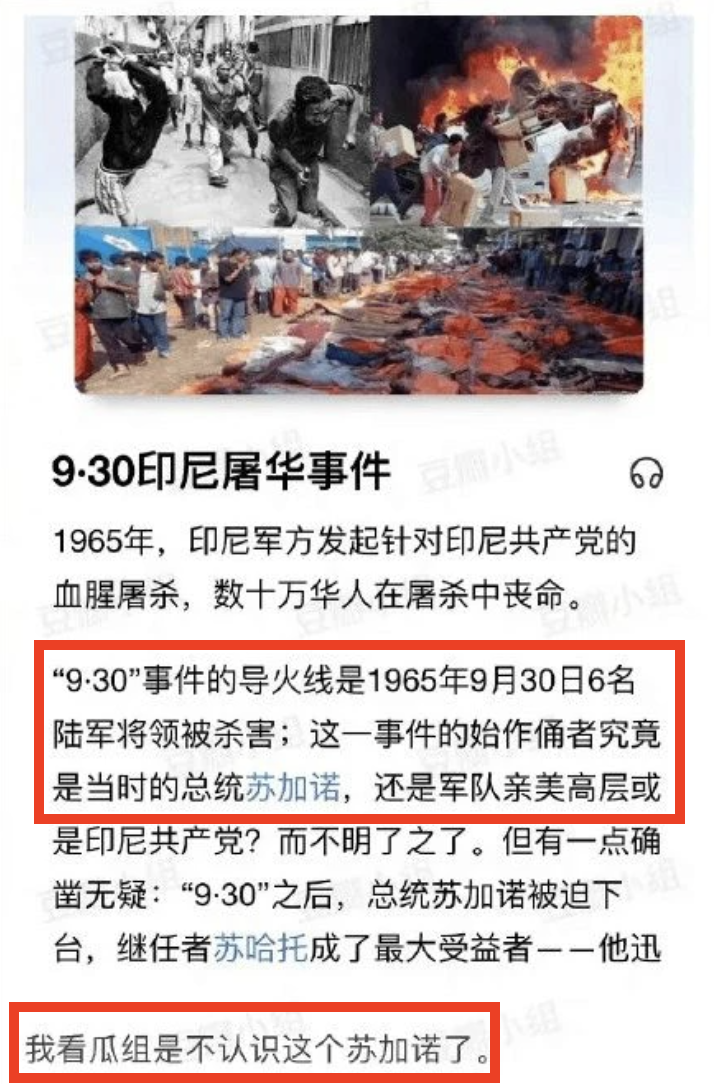 9·30印尼屠华事件
1965年，印尼军方发起针对印尼共产党的
血腥屠杀，数十万华人在屠杀中丧命。
“9·30”事件的导火线是1965年9月30日6名
陆军将领被杀害；这一事件的始作俑者究竟
是当时的总统苏加诺，还是军队亲美高层或
是印尼共产党？而不明了之了。但有一点确
凿无疑：“9·30”之后，总统苏加诺被迫下
台，继任者苏哈托成了最大受益者——他迅
我看瓜组是不认识这个苏加诺了。
豆瓣小组